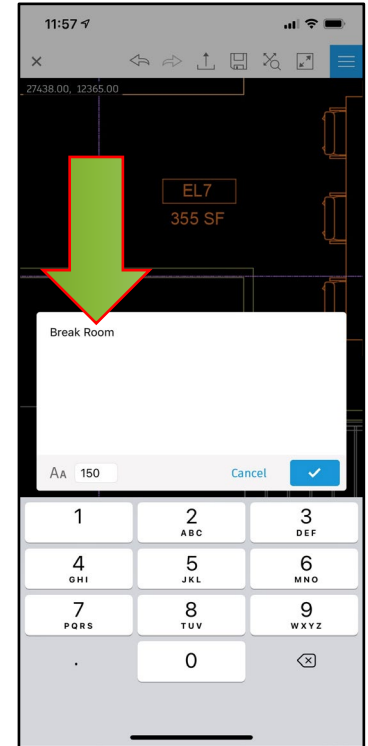 11:57
27438.00, 12365.00
EL7
355 SF
Break Room
AA 150 Cancel
1 2 3
ABC DEF
4 5 6
GHI JKL MNO
7 8 9
PQRS TUV WXYZ
. 0